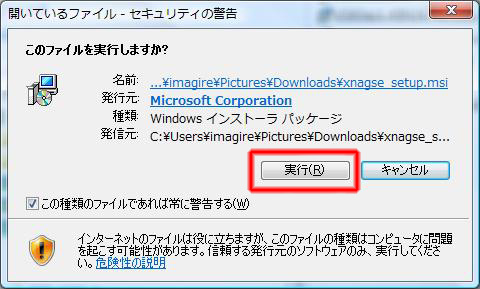 開いているファイル - セキュリティの警告
このファイルを実行しますか?
名前: ...¥imagire¥Pictures¥Downloads¥xnagse_setup.msi
発行元: Microsoft Corporation
種類: Windows インストーラ パッケージ
発信元: C:¥Users¥imagire¥Pictures¥Downloads¥xnagse_s...
実行(R) キャンセル
この種類のファイルであれば常に警告する(W)
インターネットのファイルは役に立ちますが、このファイルの種類はコンピュータに問題
を起こす可能性があります。信頼する発行元のソフトウェアのみ、実行してくださ
い。危険性の説明